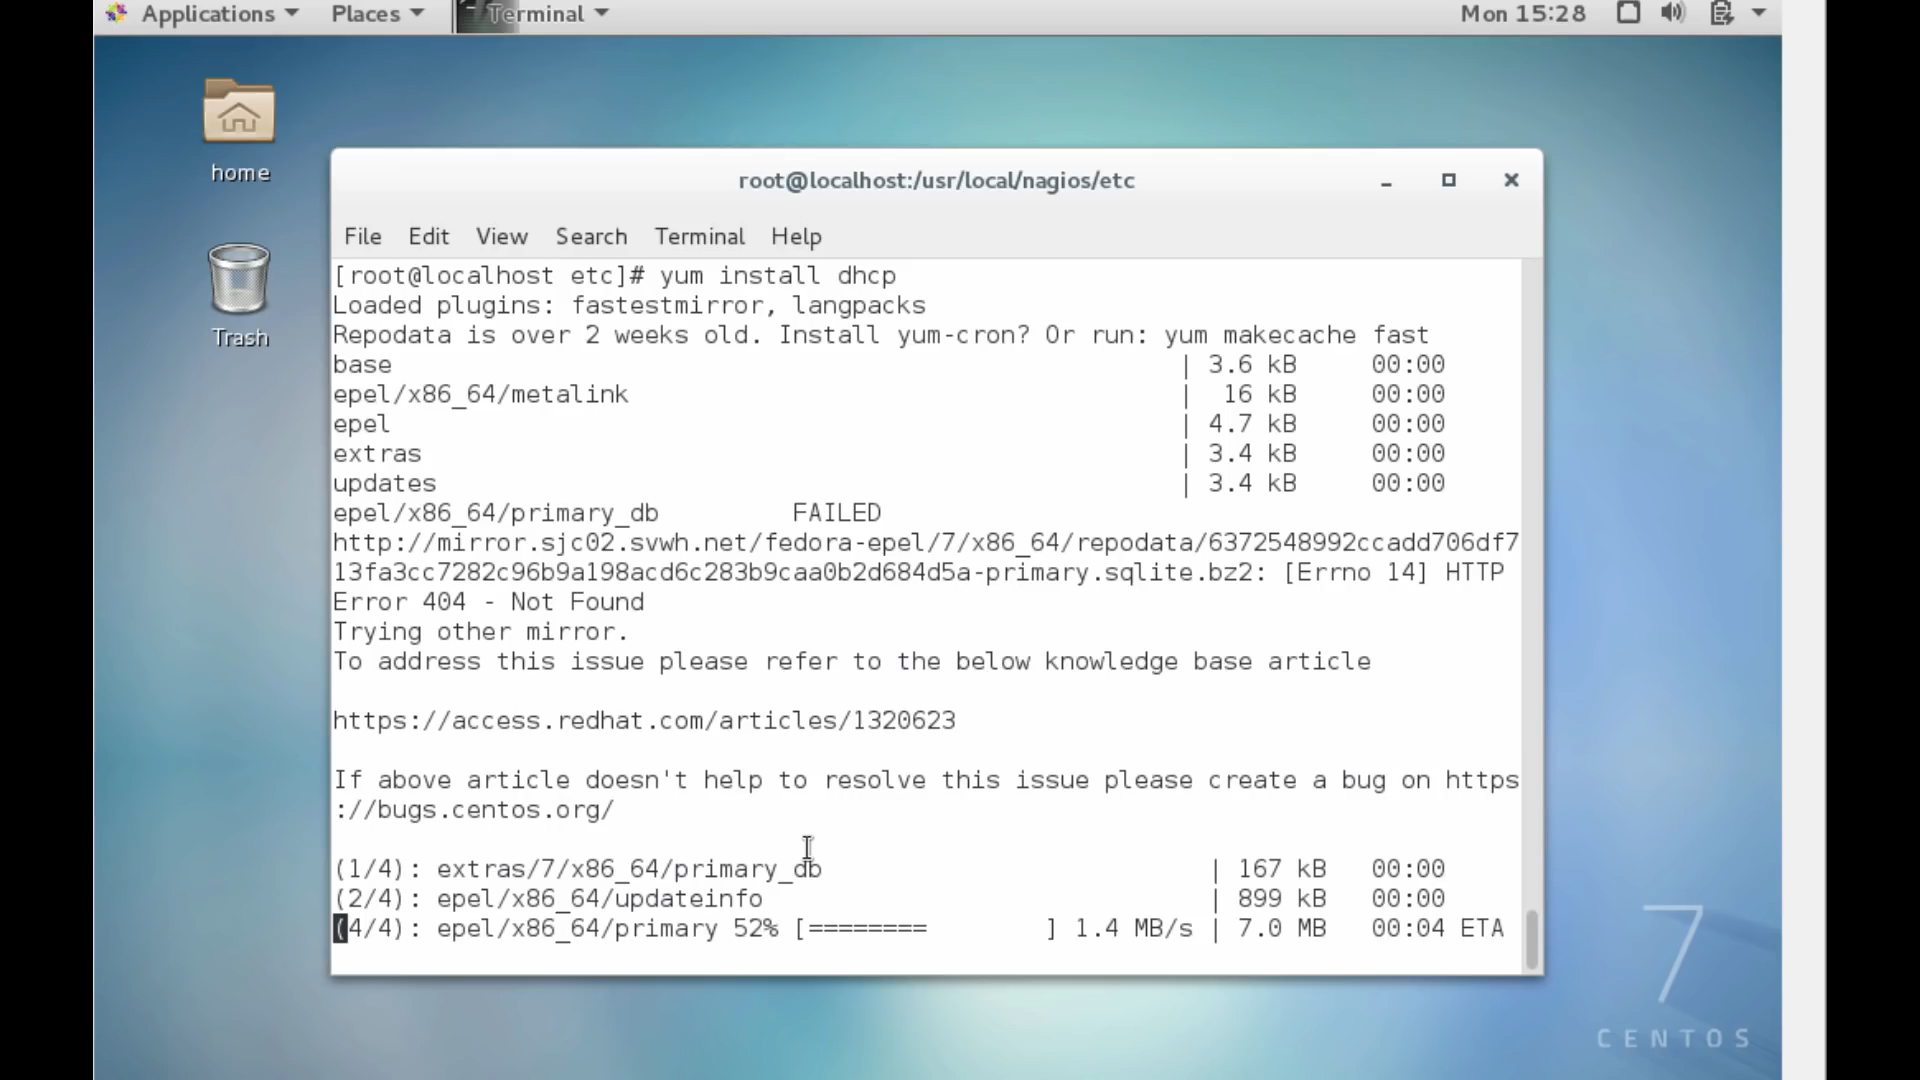 Applications Places Terminal Mon 15:28
home
Trash
root@localhost:/usr/local/nagios/etc
File Edit View Search Terminal Help
[root@localhost etc]# yum install dhcp
Loaded plugins: fastestmirror, langpacks
Repodata is over 2 weeks old. Install yum-cron? Or run: yum makecache fast
base | 3.6 kB 00:00
epel/x86_64/metalink | 16 kB 00:00
epel | 4.7 kB 00:00
extras | 3.4 kB 00:00
updates | 3.4 kB 00:00
epel/x86_64/primary_db FAILED
http://mirror.sjc02.svwh.net/fedora-epel/7/x86_64/repodata/6372548992ccadd706df7
13fa3cc7282c96b9a198acd6c283b9caa0b2d684d5a-primary.sqlite.bz2: [Errno 14] HTTP
Error 404 - Not Found
Trying other mirror.
To address this issue please refer to the below knowledge base article
https://access.redhat.com/articles/1320623
If above article doesn't help to resolve this issue please create a bug on https
://bugs.centos.org/
(1/4): extras/7/x86_64/primary_db | 167 kB 00:00
(2/4): epel/x86_64/updateinfo | 899 kB 00:00
(4/4): epel/x86_64/primary 52% [======== ] 1.4 MB/s | 7.0 MB 00:04 ETA
7
CENTOS